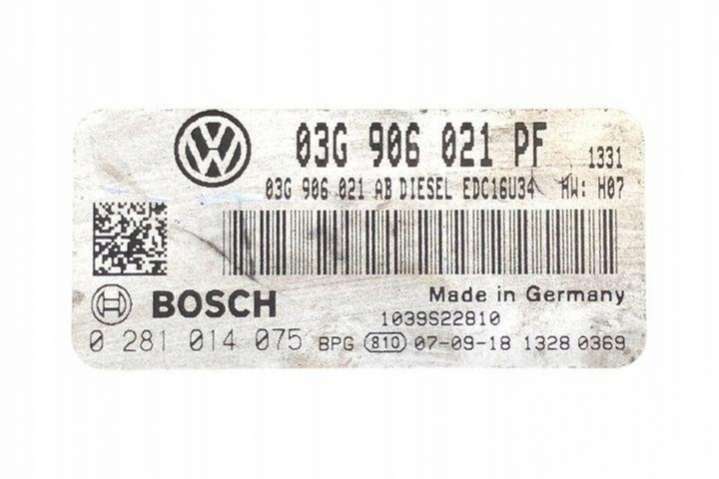 03G 906 021 PF 1331
03G 906 021 AB DIESEL EDC16U34 HW: H07
BOSCH Made in Germany
1039S22810
0 281 014 075 BPG 810 07-09-18 1328 0369